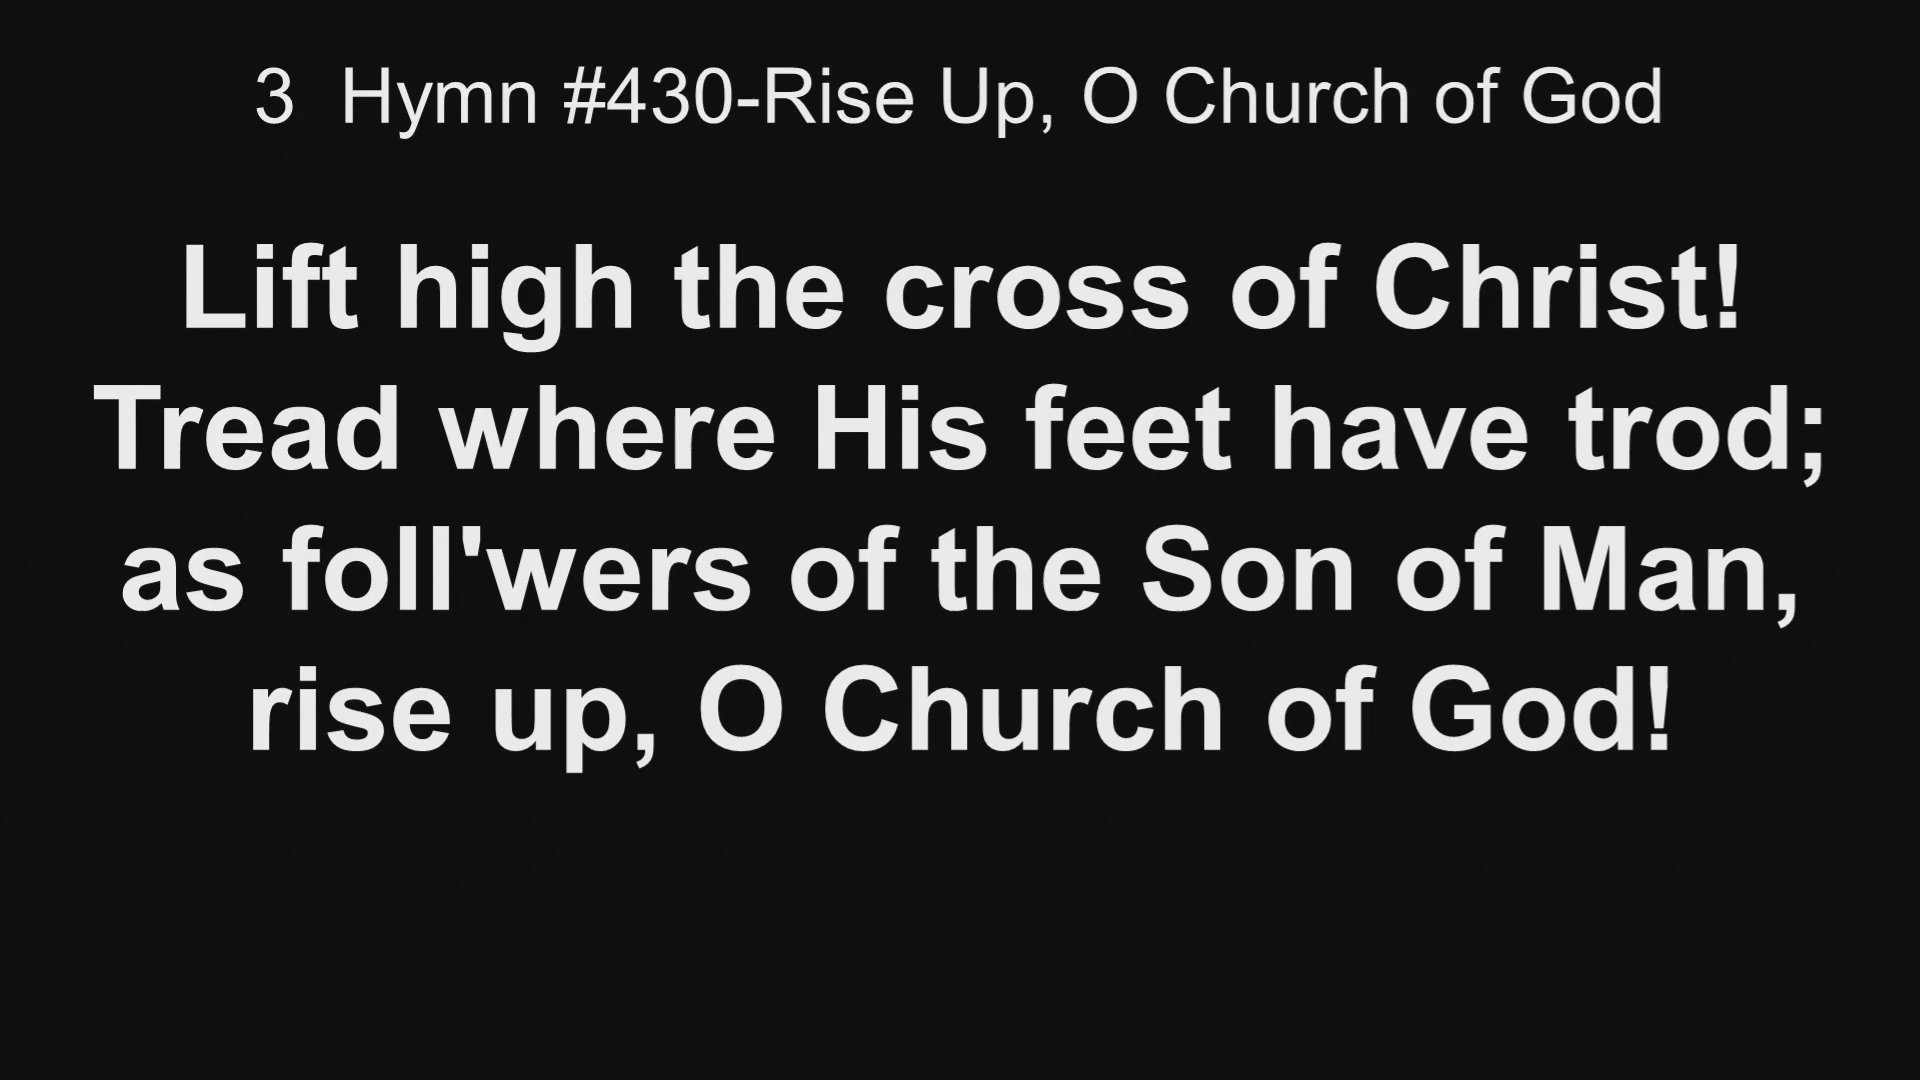 3  Hymn #430-Rise Up, O Church of God
Lift high the cross of Christ!
Tread where His feet have trod;
as foll'wers of the Son of Man,
rise up, O Church of God!